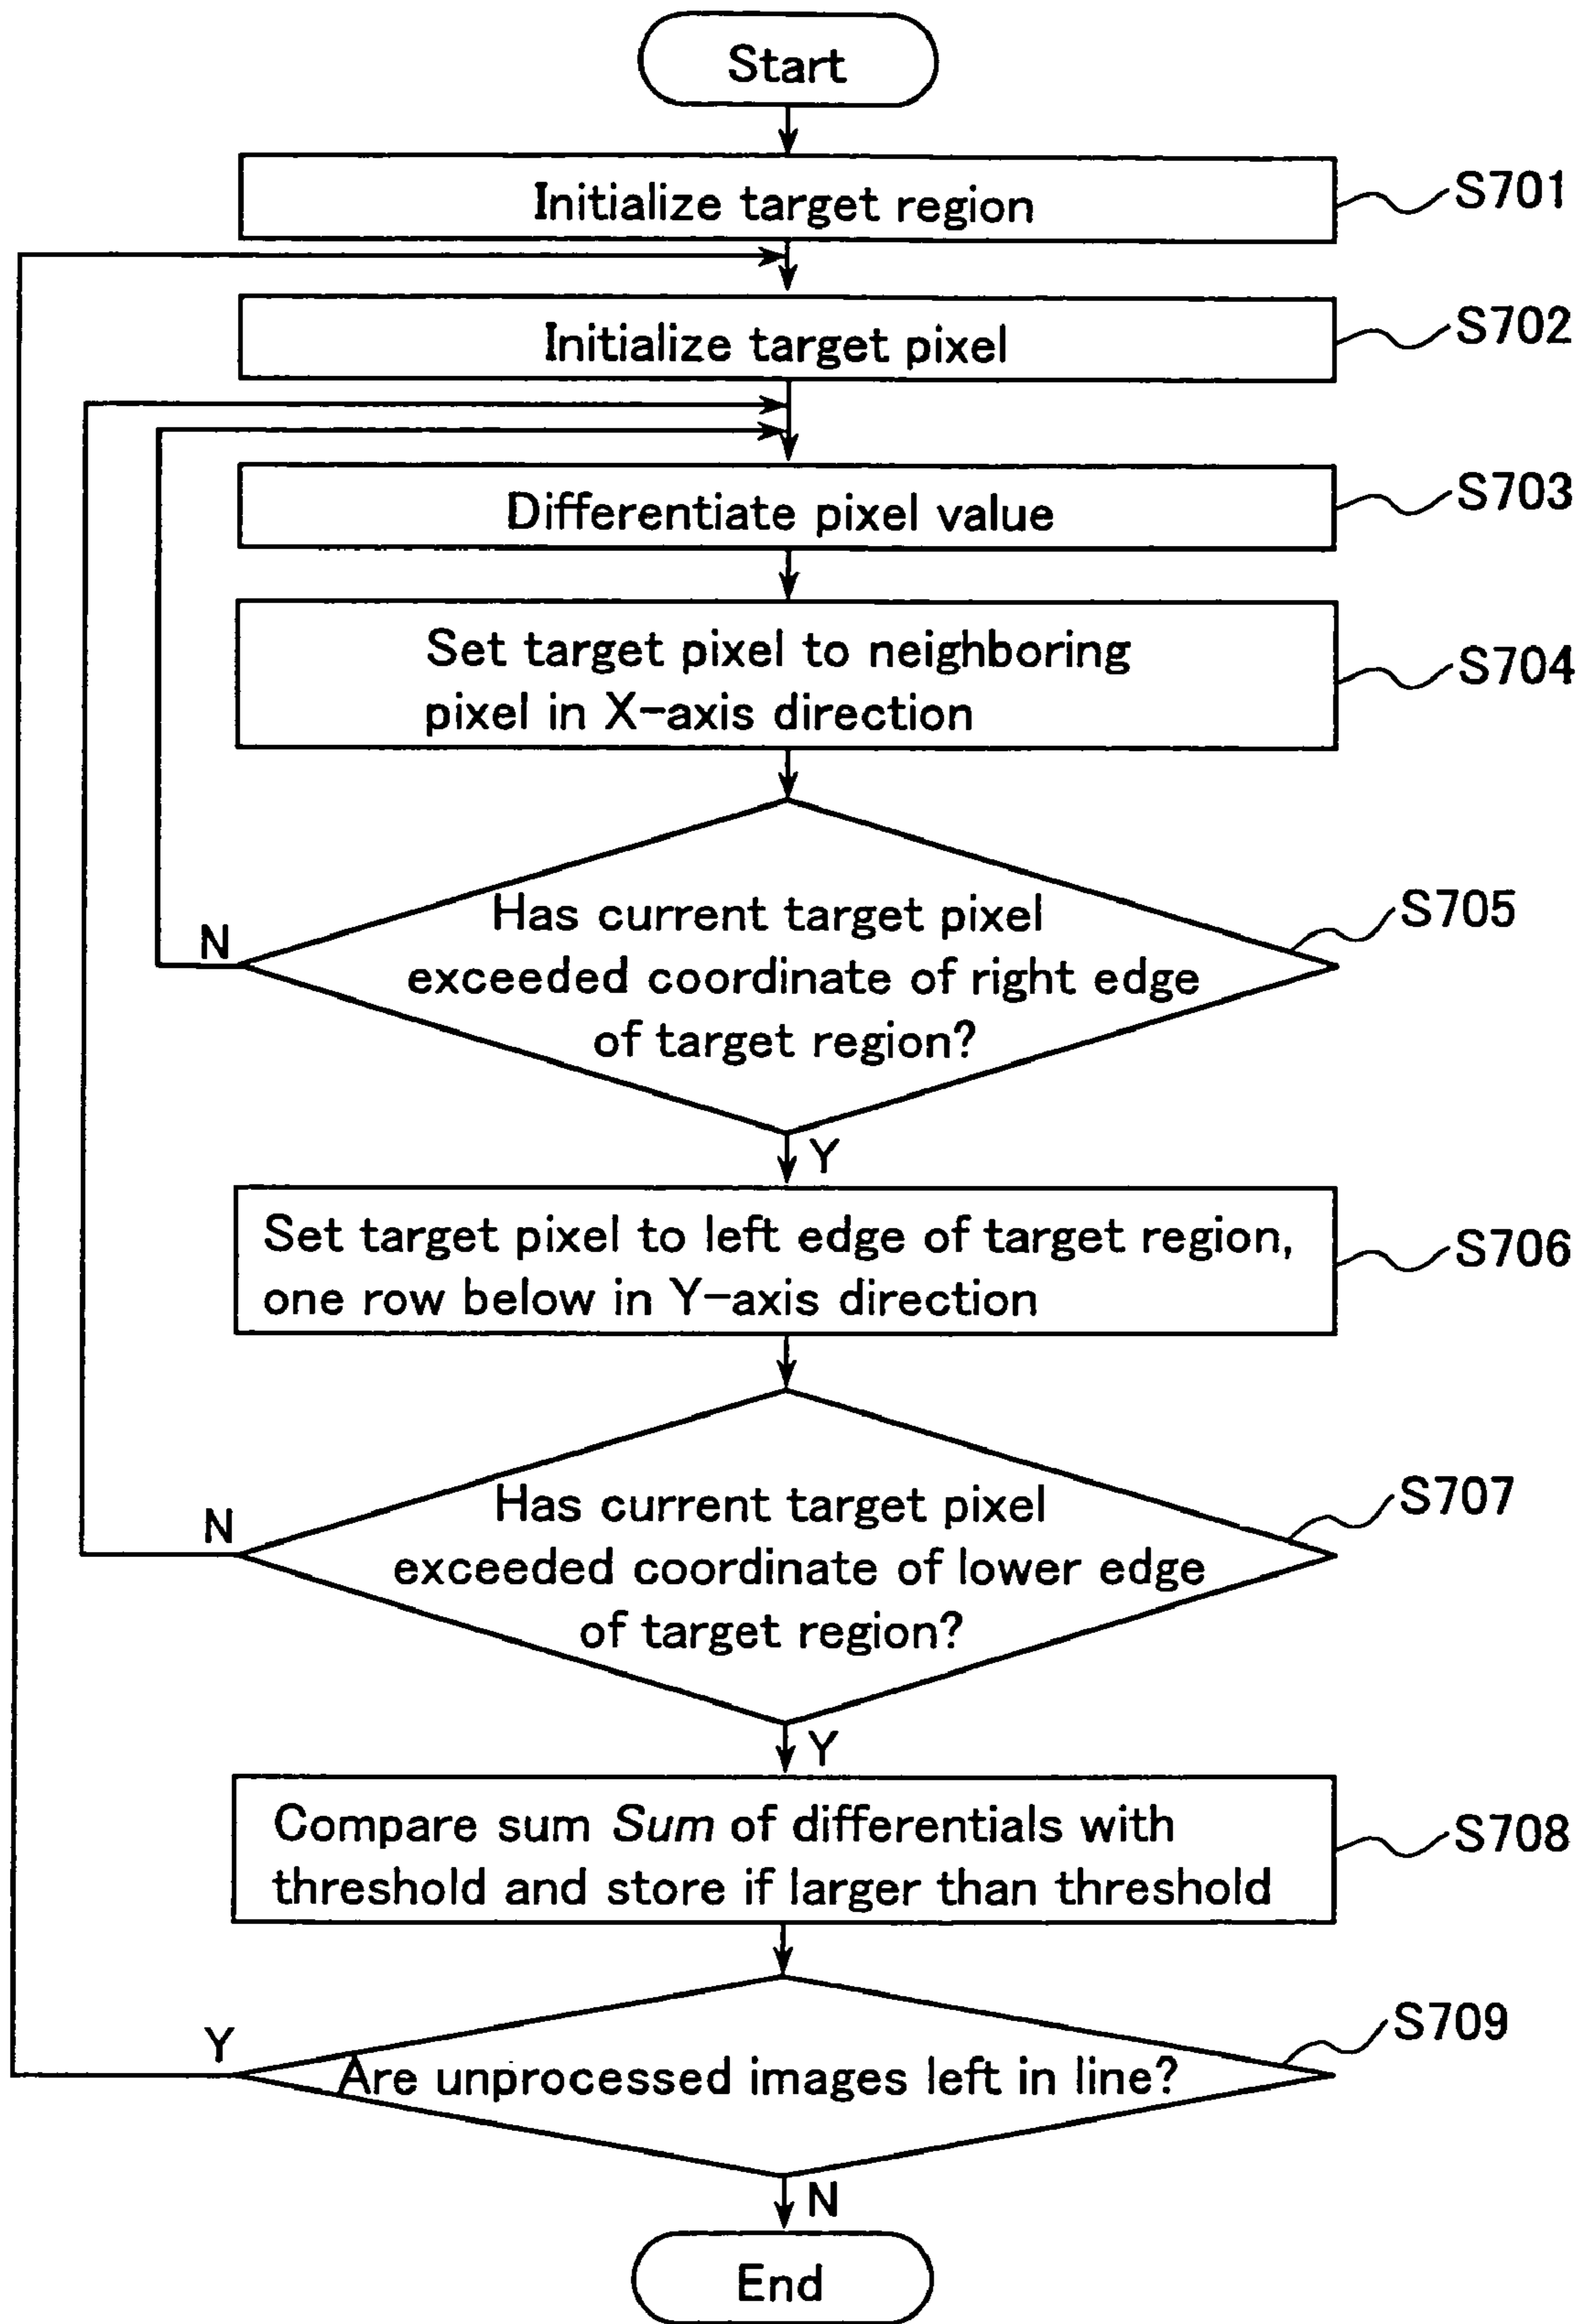 Start
Initialize target region
S701
Initialize target pixel
S702
Differentiate pixel value
S703
Set target pixel to neighboring
pixel in X-axis direction
S704
Has current target pixel
exceeded coordinate of right edge
of target region?
S705
N
Y
Set target pixel to left edge of target region,
one row below in Y-axis direction
S706
Has current target pixel
exceeded coordinate of lower edge
of target region?
S707
N
Y
Compare sum Sum of differentials with
threshold and store if larger than threshold
S708
Are unprocessed images left in line?
S709
Y
N
End